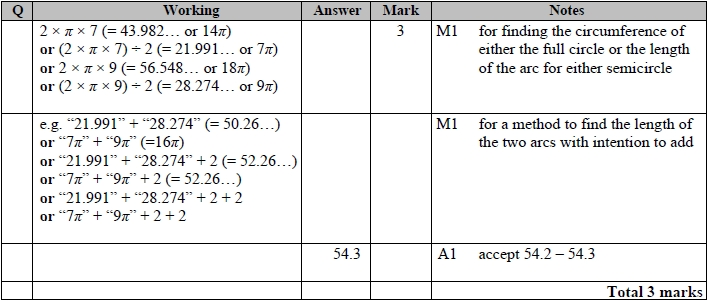 Q Working Answer Mark Notes
2 × π × 7 (= 43.982… or 14π) 3 M1 for finding the circumference of
or (2 × π × 7) ÷ 2 (= 21.991… or 7π) either the full circle or the length
or 2 × π × 9 (= 56.548… or 18π) of the arc for either semicircle
or (2 × π × 9) ÷ 2 (= 28.274… or 9π)
e.g. “21.991” + “28.274” (= 50.26…) M1 for a method to find the length of
or “7π” + “9π” (=16π) the two arcs with intention to add
or “21.991” + “28.274” + 2 (= 52.26…)
or “7π” + “9π” + 2 (= 52.26…)
or “21.991” + “28.274” + 2 + 2
or “7π” + “9π” + 2 + 2
54.3 A1 accept 54.2 – 54.3
Total 3 marks